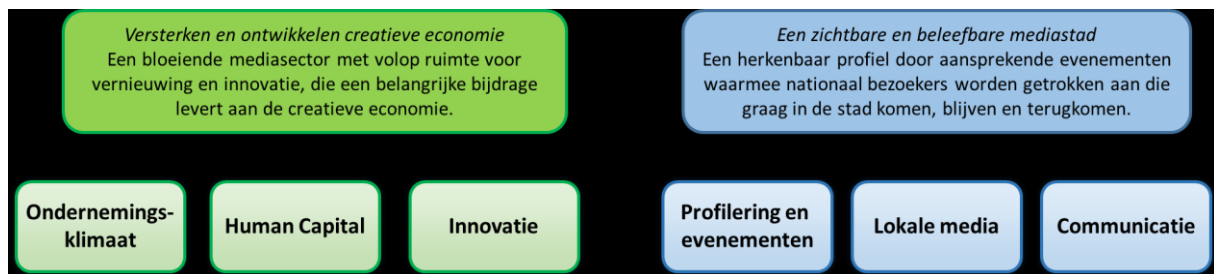 Versterken en ontwikkelen creatieve economie
Een bloeiende mediasector met volop ruimte voor
vernieuwing en innovatie, die een belangrijke bijdrage
levert aan de creatieve economie.
Een zichtbare en beleefbare mediastad
Een herkenbaar profiel door aansprekende evenementen
waarmee nationaal bezoekers worden getrokken aan die
graag in de stad komen, blijven en terugkomen.
Ondernemings-
klimaat
Human Capital
Innovatie
Profilering en
evenementen
Lokale media
Communicatie